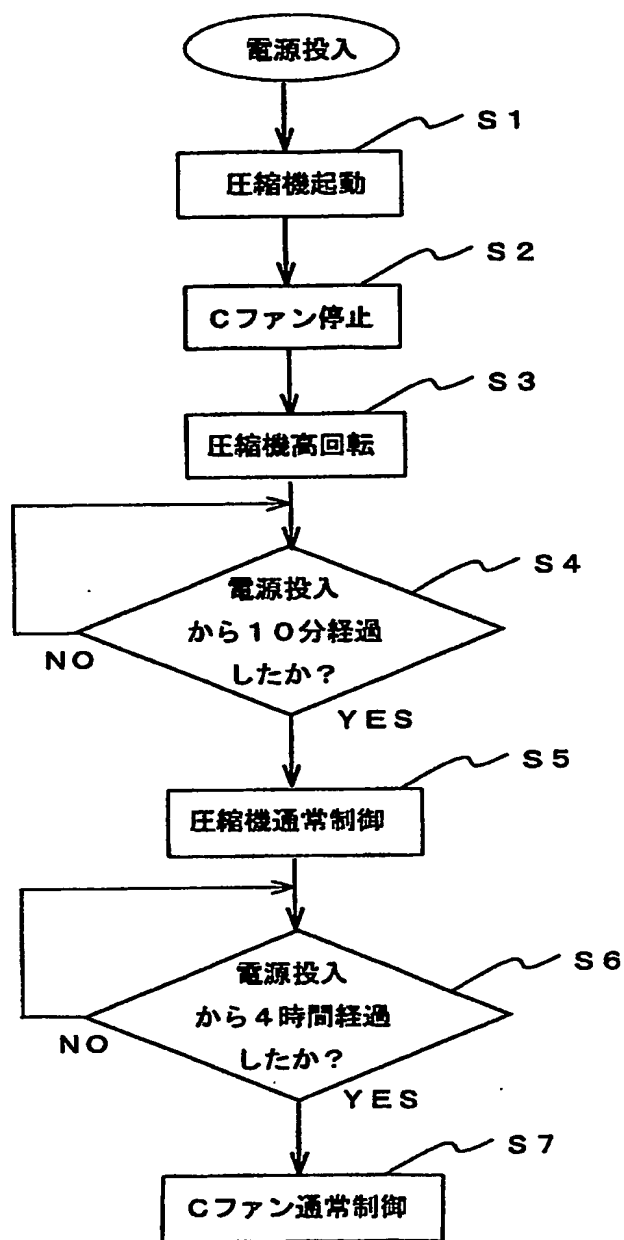 電源投入
S1
圧縮機起動
S2
Cファン停止
S3
圧縮機高回転
S4
電源投入
から10分経過
したか?
NO
YES
S5
圧縮機通常制御
S6
電源投入
から4時間経過
したか?
NO
YES
S7
Cファン通常制御